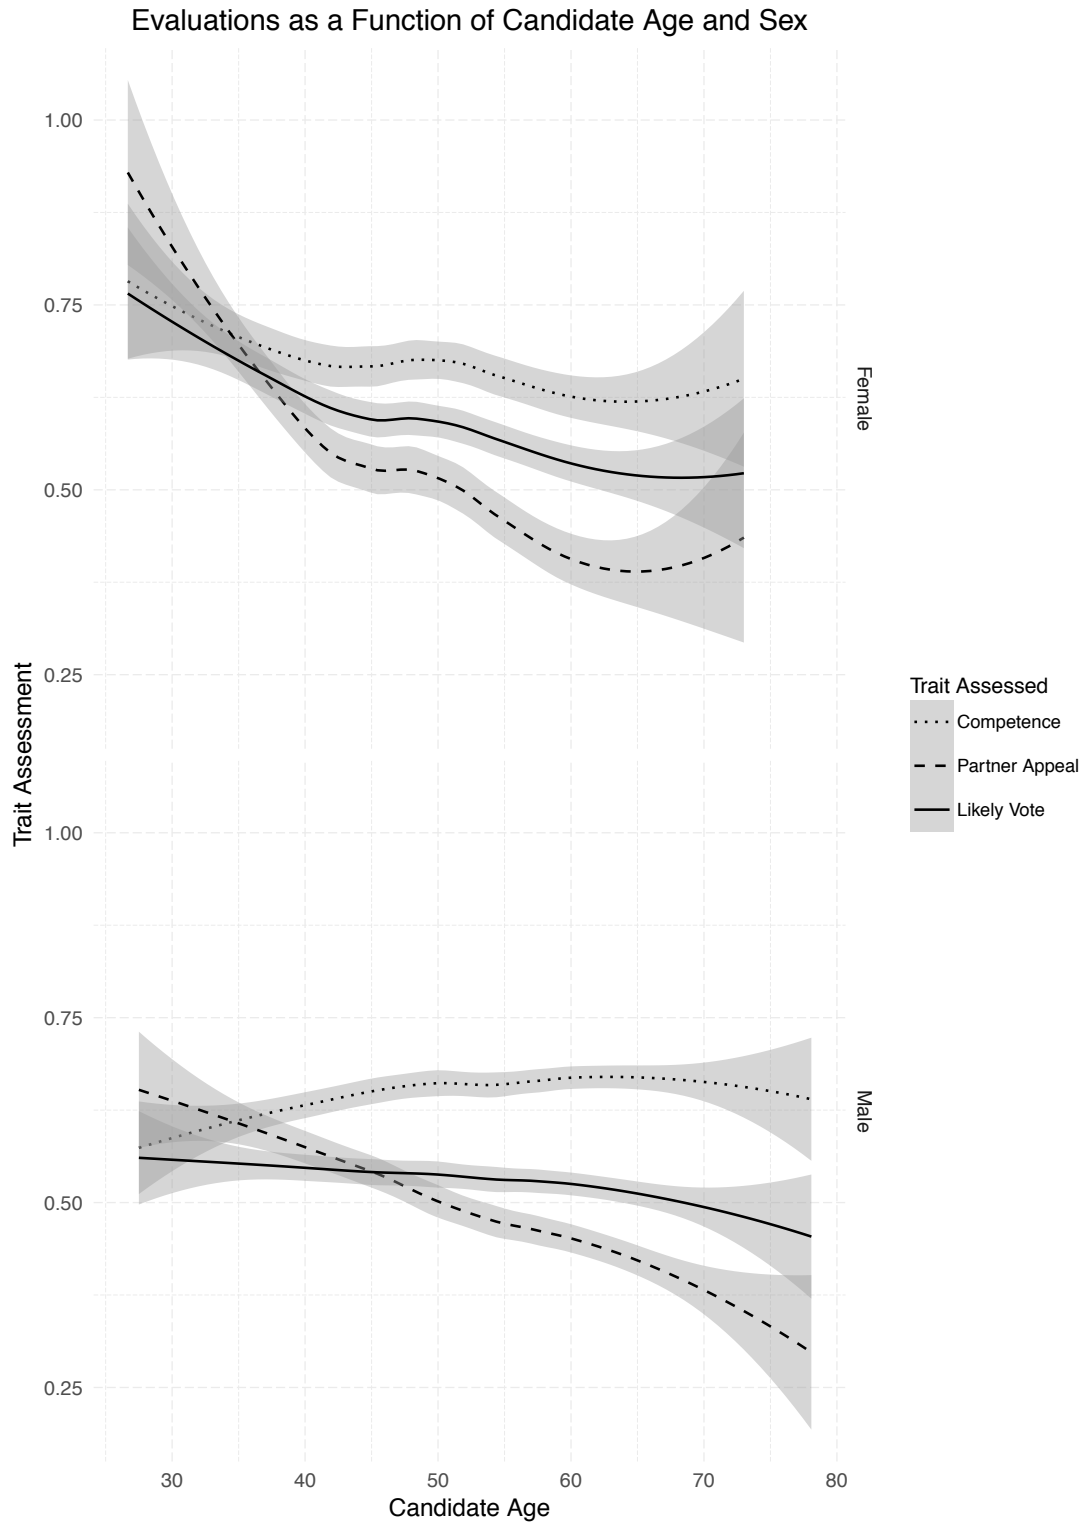 Evaluations as a Function of Candidate Age and Sex
1.00
0.75
0.50
0.25
Female
Trait Assessment
1.00
0.75
0.50
0.25
Male
30 40 50 60 70 80
Candidate Age
Trait Assessed
Competence
Partner Appeal
Likely Vote